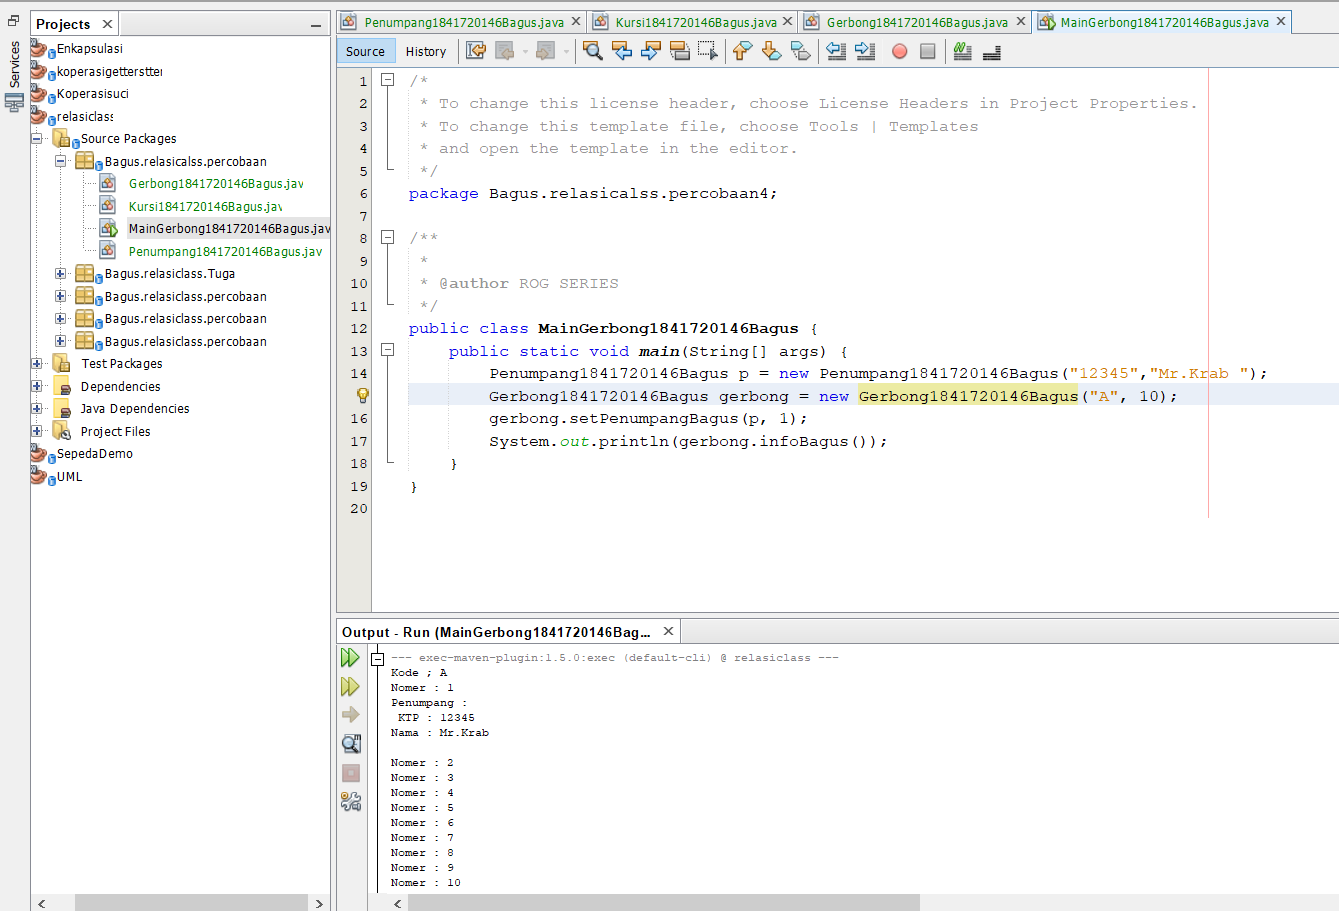 Services
Projects
Enkapsulasi
koperasigetterstter
Koperasisuci
relasiclass
Source Packages
Bagus.relasicalss.percobaan
Gerbong1841720146Bagus.jav
Kursi1841720146Bagus.jav
MainGerbong1841720146Bagus.jav
Penumpang1841720146Bagus.jav
Bagus.relasiclass.Tuga
Bagus.relasiclass.percobaan
Bagus.relasiclass.percobaan
Bagus.relasiclass.percobaan
Test Packages
Dependencies
Java Dependencies
Project Files
SepedaDemo
UML
Penumpang1841720146Bagus.java Kursi1841720146Bagus.java Gerbong1841720146Bagus.java MainGerbong1841720146Bagus.java
Source History
1 /*
2 * To change this license header, choose License Headers in Project Properties.
3 * To change this template file, choose Tools | Templates
4 * and open the template in the editor.
5 */
6 package Bagus.relasicalss.percobaan4;
7
8 /**
9 *
10 * @author ROG SERIES
11 */
12 public class MainGerbong1841720146Bagus {
13 public static void main(String[] args) {
14 Penumpang1841720146Bagus p = new Penumpang1841720146Bagus("12345","Mr.Krab ");
Gerbong1841720146Bagus gerbong = new Gerbong1841720146Bagus("A", 10);
16 gerbong.setPenumpangBagus(p, 1);
17 System.out.println(gerbong.infoBagus());
18 }
19 }
20
Output - Run (MainGerbong1841720146Bag...
--- exec-maven-plugin:1.5.0:exec (default-cli) @ relasiclass ---
Kode ; A
Nomer : 1
Penumpang :
KTP : 12345
Nama : Mr.Krab
Nomer : 2
Nomer : 3
Nomer : 4
Nomer : 5
Nomer : 6
Nomer : 7
Nomer : 8
Nomer : 9
Nomer : 10